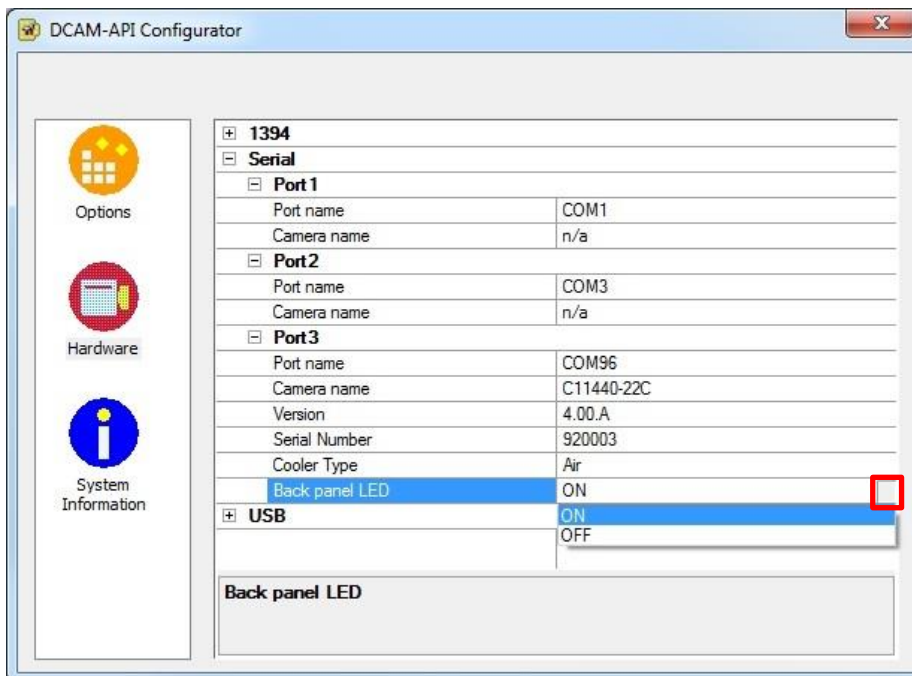 DCAM-API Configurator
Options
Hardware
System
Information
1394
Serial
Port1
Port name COM1
Camera name n/a
Port2
Port name COM3
Camera name n/a
Port3
Port name COM96
Camera name C11440-22C
Version 4.00.A
Serial Number 920003
Cooler Type Air
Back panel LED ON
USB ON
OFF
Back panel LED